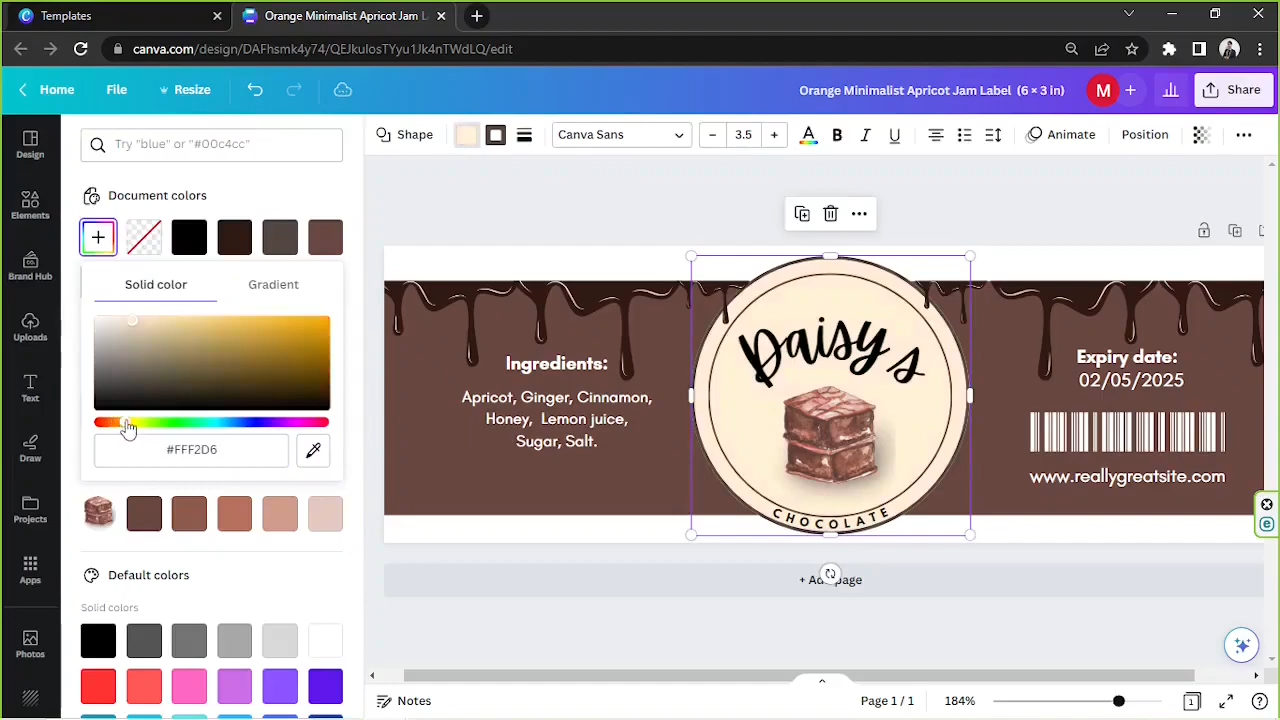 Templates
Orange Minimalist Apricot Jam L
canva.com/design/DAFhsmk4y74/QEJkulosTYyu1Jk4nTWdLQ/edit
Home
File
Resize
Orange Minimalist Apricot Jam Label (6 × 3 in)
M
Share
Design
Elements
Brand Hub
Uploads
Text
Draw
Projects
Apps
Photos
Try "blue" or "#00c4cc"
Document colors
Solid color
Gradient
#FFF2D6
Default colors
Solid colors
Shape
Canva Sans
3.5
A
B
I
U
Animate
Position
Ingredients:
Apricot, Ginger, Cinnamon,
Honey, Lemon juice,
Sugar, Salt.
Daisy's
CHOCOLATE
Expiry date:
02/05/2025
www.reallygreatsite.com
+ Add page
Notes
Page 1 / 1
184%
1